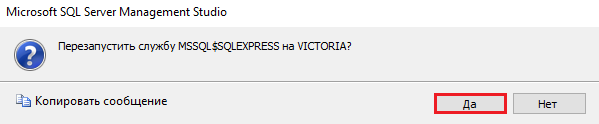 Microsoft SQL Server Management Studio
Перезапустить службу MSSQL$SQLEXPRESS на VICTORIA?
Копировать сообщение
Да
Нет